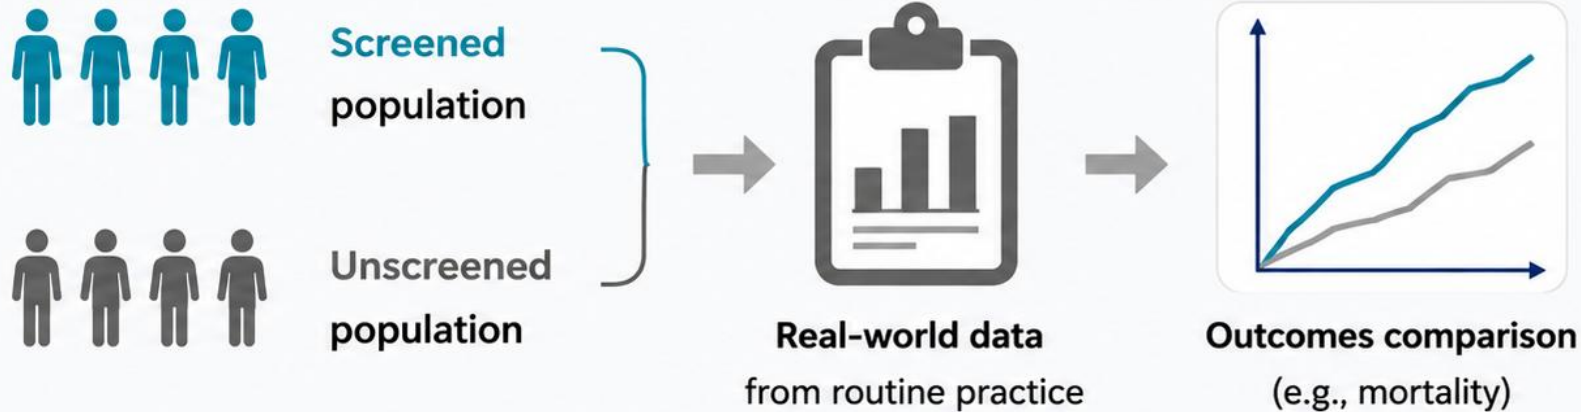 Screened
population
Unscreened
population
Real-world data
from routine practice
Outcomes comparison
(e.g., mortality)